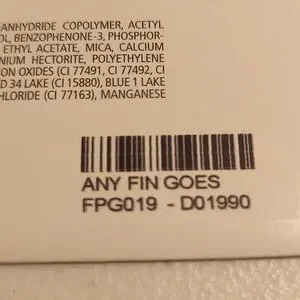 ANHYDRIDE COPOLYMER, ACETYL
OL, BENZOPHENONE-3, PHOSPHOR-
ETHYL ACETATE, MICA, CALCIUM
NIUM HECTORITE, POLYETHYLENE
ON OXIDES (CI 77491, CI 77492, CI
D 34 LAKE (CI 15880), BLUE 1 LAKE
CHLORIDE (CI 77163), MANGANESE
ANY FIN GOES
FPG019 - D01990